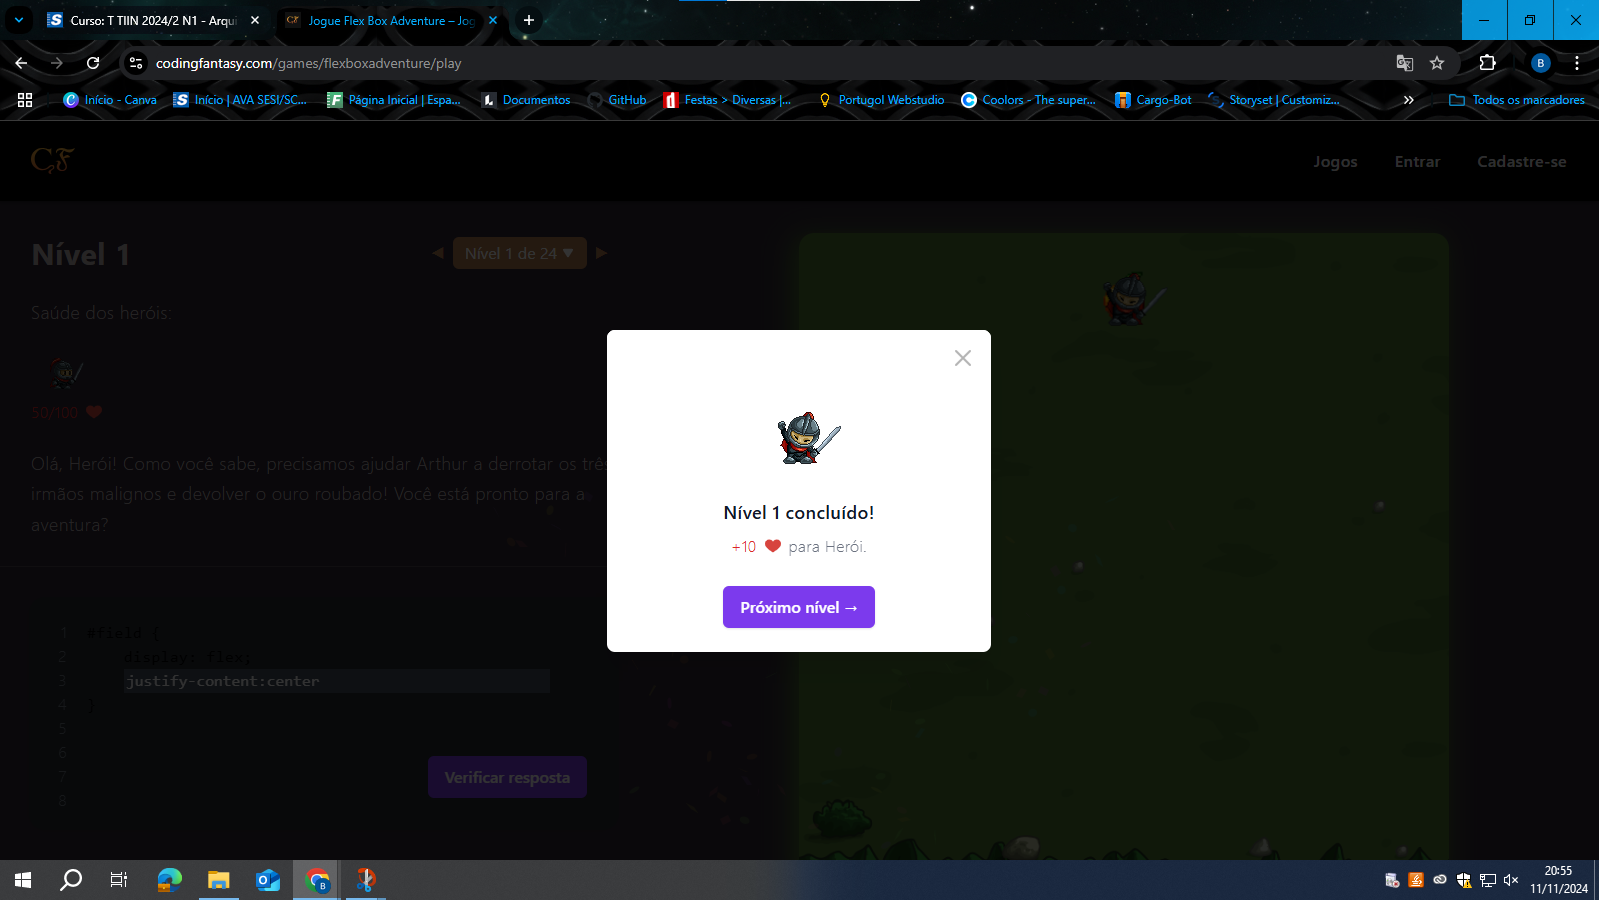 Curso: T TIIN 2024/2 N1 - Arqui
Jogue Flex Box Adventure – Jog
codingfantasy.com/games/flexboxadventure/play
B
Início - Canva
Início | AVA SESI/SC...
Página Inicial | Espa...
Documentos
GitHub
Festas > Diversas |...
Portugol Webstudio
Coolors - The super...
Cargo-Bot
Storyset | Customiz...
Todos os marcadores
CF
Jogos
Entrar
Cadastre-se
Nível 1
Nível 1 de 24 ▼
Saúde dos heróis:
50/100
Olá, Herói! Como você sabe, precisamos ajudar Arthur a derrotar os três
irmãos malignos e devolver o ouro roubado! Você está pronto para a
aventura?
1 #field {
2 display: flex;
3 justify-content:center
4 }
5
6
7
8
Verificar resposta
Nível 1 concluído!
+10 para Herói.
Próximo nível →
20:55
11/11/2024